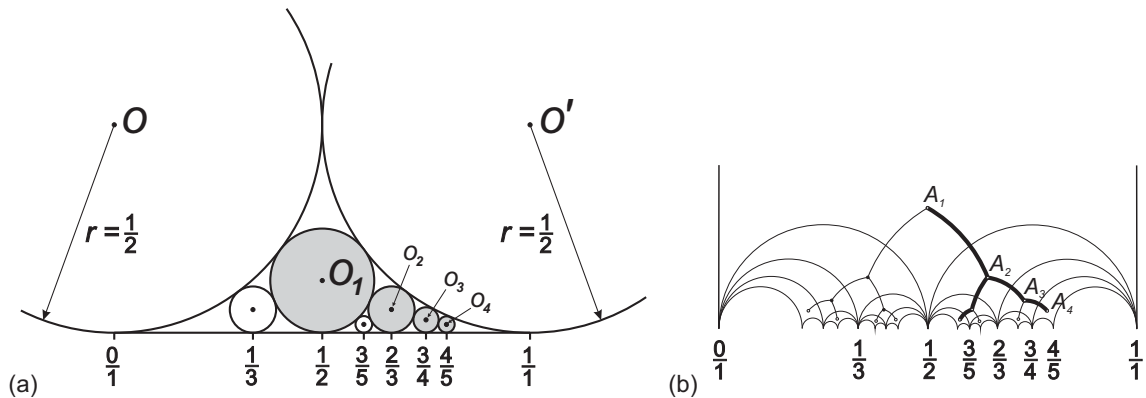 O
O'
r = 1/2
r = 1/2
O₁
O₂
O₃
O₄
0/1 1/3 1/2 3/5 2/3 3/4 4/5 1/1
(a)
A₁
A₂
A₃
A₄
0/1 1/3 1/2 3/5 2/3 3/4 4/5 1/1
(b)